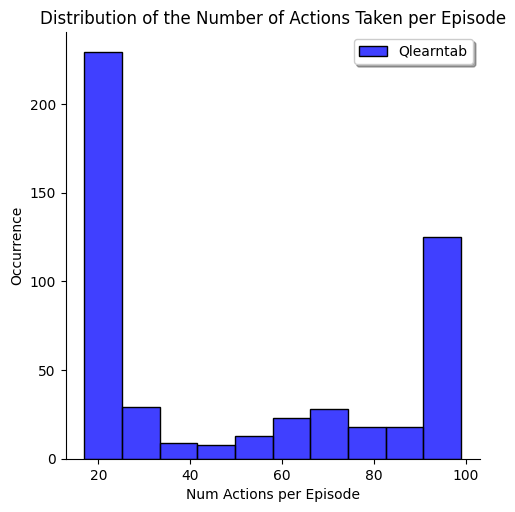 Distribution of the Number of Actions Taken per Episode
Qlearntab
200
150
100
50
0
Occurrence
20
40
60
80
100
Num Actions per Episode